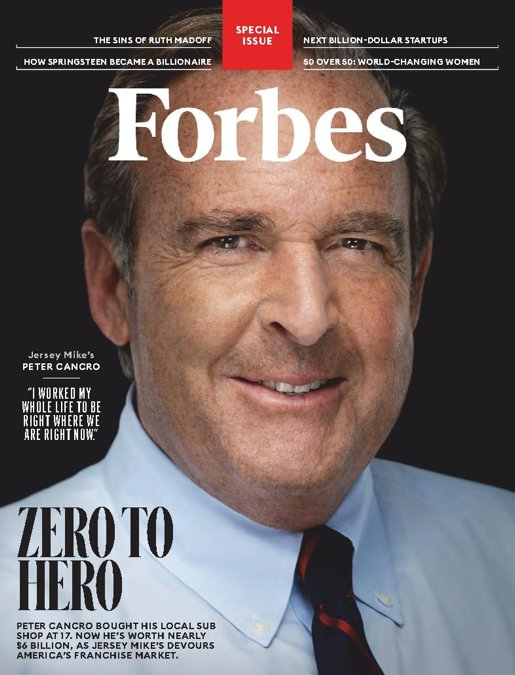 SPECIAL
ISSUE
THE SINS OF RUTH MADOFF
HOW SPRINGSTEEN BECAME A BILLIONAIRE
NEXT BILLION-DOLLAR STARTUPS
50 OVER 50: WORLD-CHANGING WOMEN
Forbes
Jersey Mike's
PETER CANCRO
"I WORKED MY
WHOLE LIFE TO BE
RIGHT WHERE WE
ARE RIGHT NOW."
ZERO TO
HERO
PETER CANCRO BOUGHT HIS LOCAL SUB
SHOP AT 17. NOW HE'S WORTH NEARLY
$6 BILLION, AS JERSEY MIKE'S DEVOURS
AMERICA'S FRANCHISE MARKET.